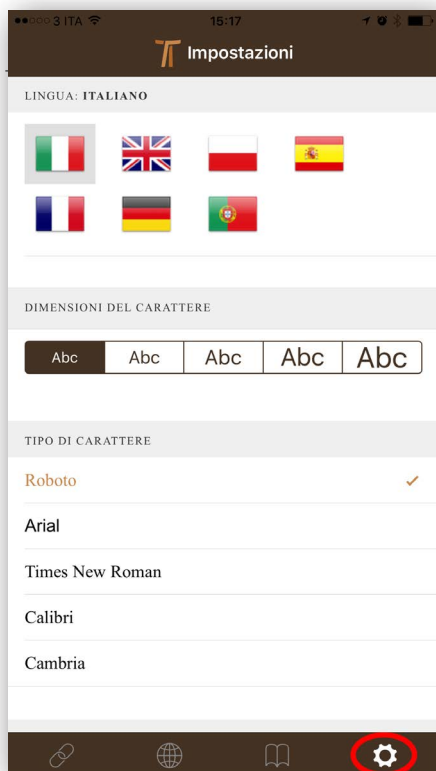 3 ITA 15:17
Impostazioni
LINGUA: ITALIANO
DIMENSIONI DEL CARATTERE
Abc Abc Abc Abc Abc
TIPO DI CARATTERE
Roboto
Arial
Times New Roman
Calibri
Cambria